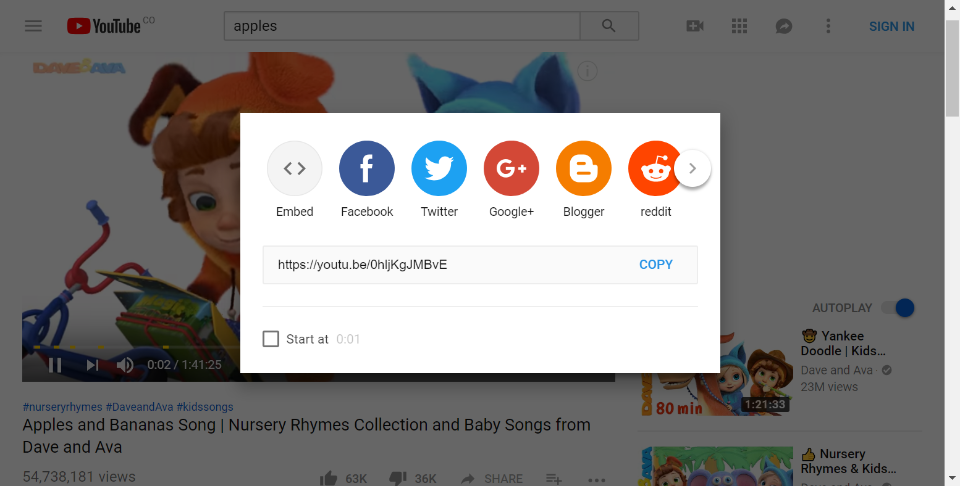 YouTube CO
apples
SIGN IN
DAVE&AVA
Embed
Facebook
Twitter
Google+
Blogger
reddit
https://youtu.be/0hljKgJMBvE
COPY
Start at 0:01
0:02 / 1:41:25
#nurseryrhymes #DaveandAva #kidssongs
Apples and Bananas Song | Nursery Rhymes Collection and Baby Songs from
Dave and Ava
54,738,181 views
63K
36K
SHARE
AUTOPLAY
80 min
1:21:33
Yankee
Doodle | Kids...
Dave and Ava
23M views
Nursery
Rhymes & Kids...
Dave and Ava